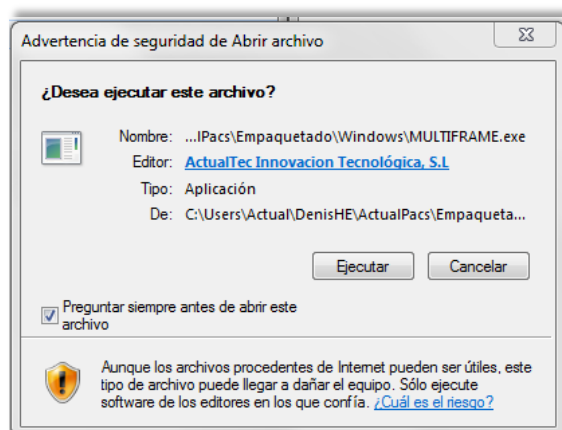 Advertencia de seguridad de Abrir archivo
¿Desea ejecutar este archivo?
Nombre: ...IPacs\Empaquetado\Windows\MULTIFRAME.exe
Editor: ActualTec Innovacion Tecnológica, S.L
Tipo: Aplicación
De: C:\Users\Actual\DenisHE\ActualPacs\Empaqueta...
Ejecutar Cancelar
Preguntar siempre antes de abrir este
archivo
Aunque los archivos procedentes de Internet pueden ser útiles, este
tipo de archivo puede llegar a dañar el equipo. Sólo ejecute
software de los editores en los que confía. ¿Cuál es el riesgo?